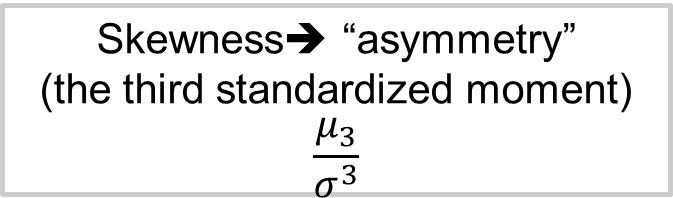 Skewness➔ “asymmetry”
(the third standardized moment)
μ₃
σ³